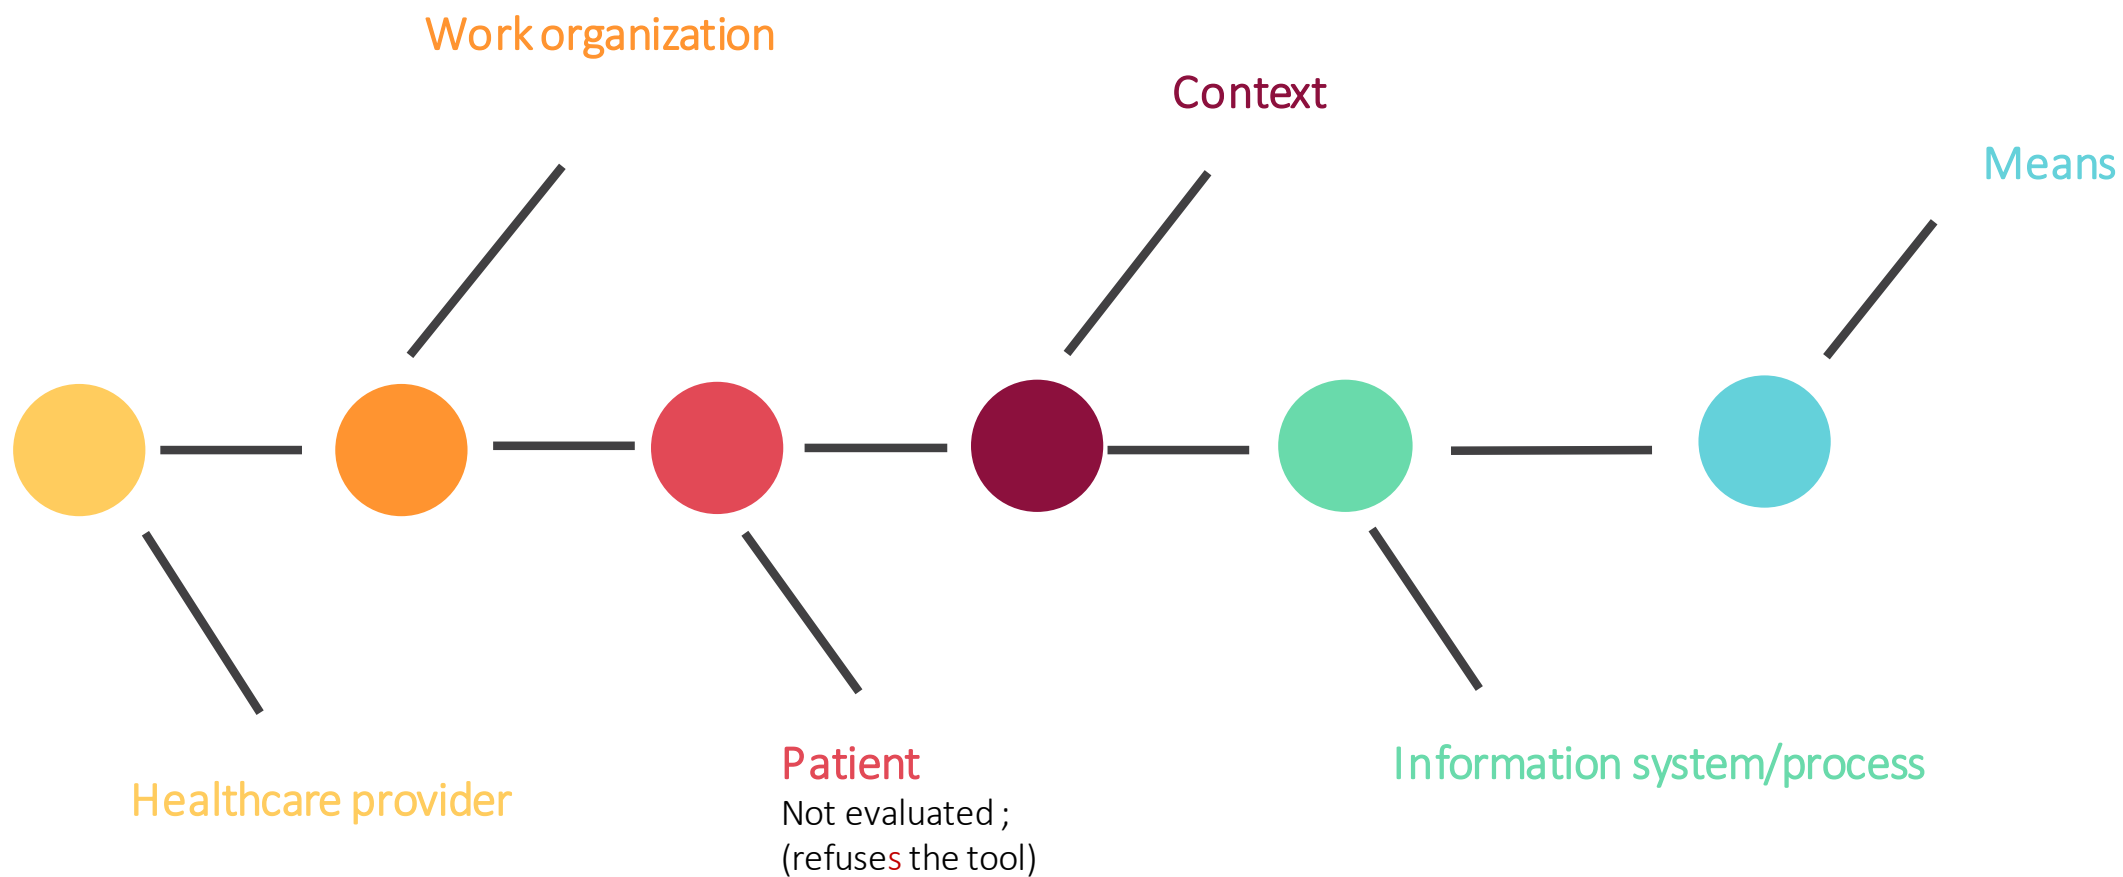 Work organization
Context
Means
Healthcare provider
Patient
Not evaluated ;
(refuses the tool)
Information system/process